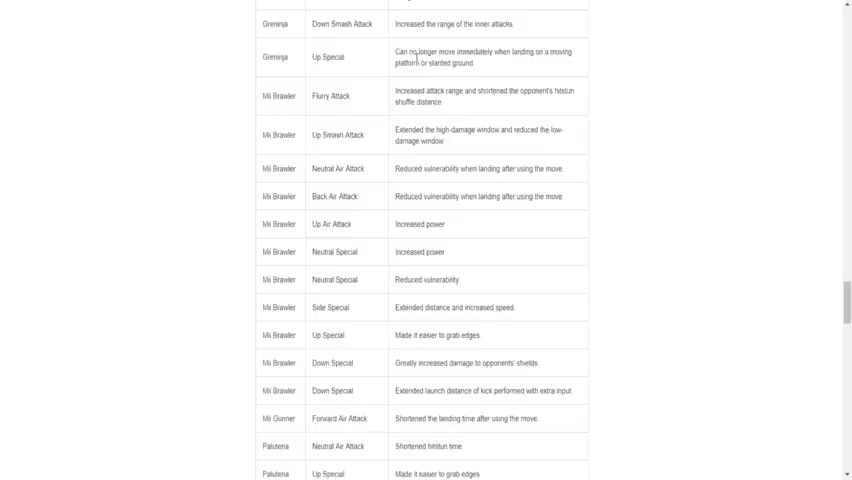 Greninja Down Smash Attack Increased the range of the inner attacks.
Greninja Up Special Can no longer move immediately when landing on a moving
platform or slanted ground.
Mii Brawler Flurry Attack Increased attack range and shortened the opponent's hitstun
shuffle distance.
Mii Brawler Up Smash Attack Extended the high-damage window and reduced the low-
damage window.
Mii Brawler Neutral Air Attack Reduced vulnerability when landing after using the move.
Mii Brawler Back Air Attack Reduced vulnerability when landing after using the move.
Mii Brawler Up Air Attack Increased power.
Mii Brawler Neutral Special Increased power.
Mii Brawler Neutral Special Reduced vulnerability.
Mii Brawler Side Special Extended distance and increased speed.
Mii Brawler Up Special Made it easier to grab edges.
Mii Brawler Down Special Greatly increased damage to opponents' shields.
Mii Brawler Down Special Extended launch distance of kick performed with extra input.
Mii Gunner Forward Air Attack Shortened the landing time after using the move.
Palutena Neutral Air Attack Shortened hitstun time.
Palutena Up Special Made it easier to grab edges.